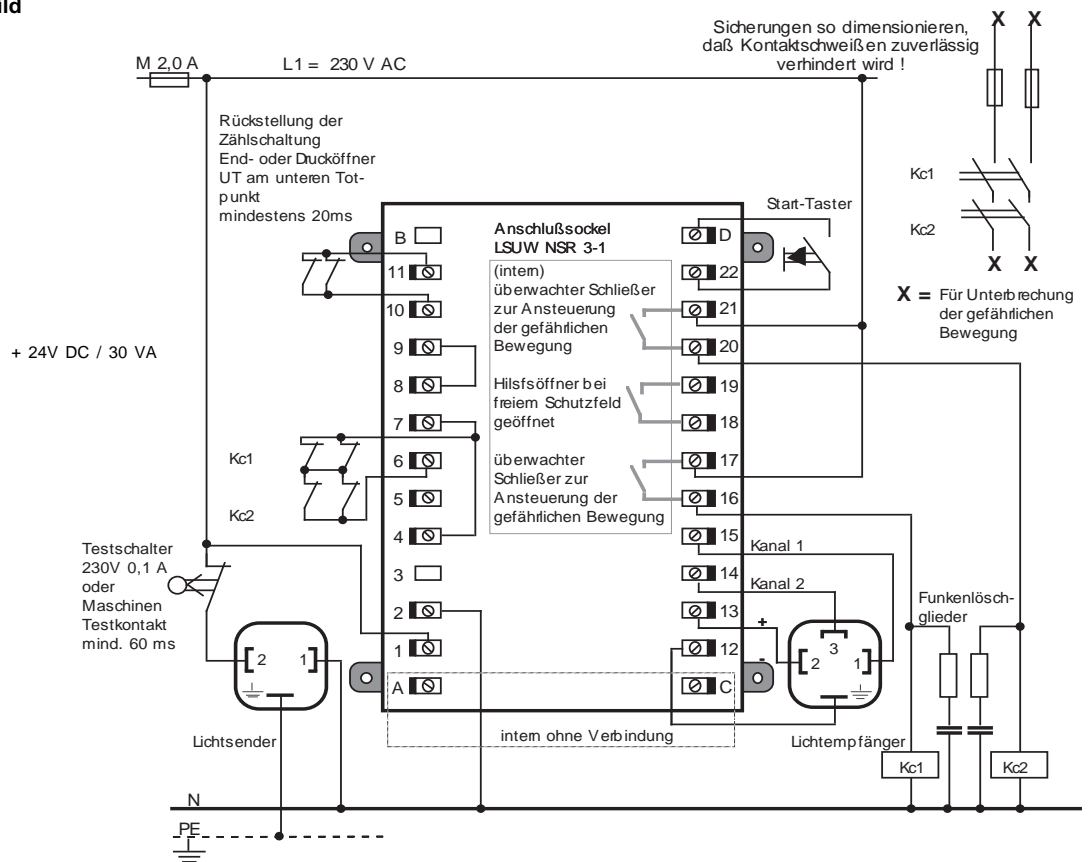 ild
Sicherungen so dimensionieren,
daß Kontaktschweißen zuverlässig
verhindert wird !
X X
M 2,0 A
L1 = 230 V AC
Rückstellung der
Zählschaltung
End- oder Drucköffner
UT am unteren Tot-
punkt
mindestens 20ms
Kc1
Kc2
X X
X = Für Unterbrechung
der gefährlichen
Bewegung
Start-Taster
Anschlußsockel
LSUW NSR 3-1
(intern)
überwachter Schließer
zur Ansteuerung
der gefährlichen
Bewegung
Hilfsöffner bei
freiem Schutzfeld
geöffnet
überwachter
Schließer zur
Ansteuerung der
gefährlichen Bewegung
B
11
10
9
8
7
6
5
4
3
2
1
A
D
22
21
20
19
18
17
16
15
14
13
12
C
+ 24V DC / 30 VA
Kc1
Kc2
Testschalter
230V 0,1 A
oder
Maschinen
Testkontakt
mind. 60 ms
Kanal 1
Kanal 2
+
-
Funkenlösch-
glieder
2 1
3
2 1
Lichtsender
intern ohne Verbindung
Lichtempfänger
Kc1
Kc2
N
PE